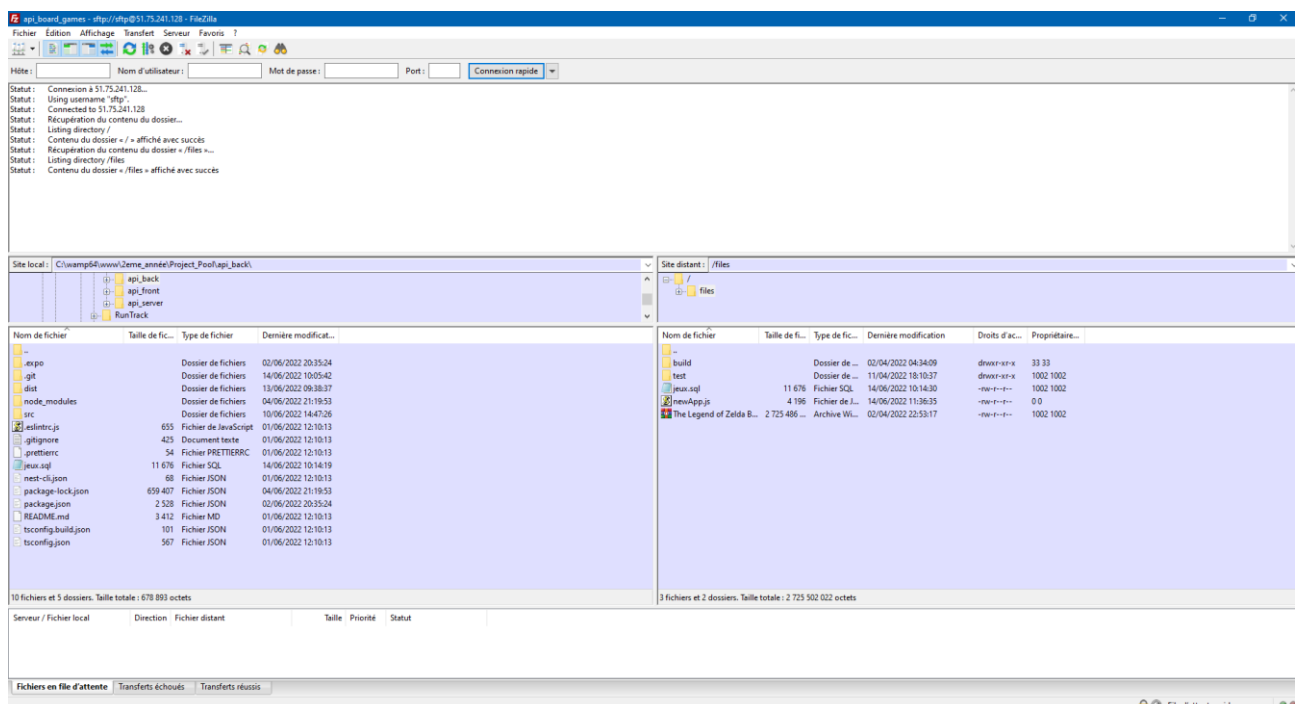 api_board_games - sftp://sftp@51.75.241.128 - FileZilla
Fichier Édition Affichage Transfert Serveur Favoris ?
Hôte : Nom d'utilisateur : Mot de passe : Port : Connexion rapide
Statut : Connexion à 51.75.241.128...
Statut : Using username "sftp".
Statut : Connected to 51.75.241.128
Statut : Récupération du contenu du dossier...
Statut : Listing directory /
Statut : Contenu du dossier « / » affiché avec succès
Statut : Récupération du contenu du dossier « /files »...
Statut : Listing directory /files
Statut : Contenu du dossier « /files » affiché avec succès
Site local : C:\wamp64\www\2eme_année\Project_Pool\api_back\
api_back
api_front
api_server
RunTrack
Site distant : /files
/
files
Nom de fichier Taille de fic... Type de fichier Dernière modificat...
..
.expo Dossier de fichiers 02/06/2022 20:35:24
.git Dossier de fichiers 14/06/2022 10:05:42
dist Dossier de fichiers 13/06/2022 09:38:37
node_modules Dossier de fichiers 04/06/2022 21:19:53
src Dossier de fichiers 10/06/2022 14:47:26
.eslintrc.js 655 Fichier de JavaScript 01/06/2022 12:10:13
.gitignore 425 Document texte 01/06/2022 12:10:13
.prettierrc 54 Fichier PRETTIERRC 01/06/2022 12:10:13
jeux.sql 11 676 Fichier SQL 14/06/2022 10:14:19
nest-cli.json 68 Fichier JSON 01/06/2022 12:10:13
package-lock.json 659 407 Fichier JSON 04/06/2022 21:19:53
package.json 2 528 Fichier JSON 02/06/2022 20:35:24
README.md 3 412 Fichier MD 01/06/2022 12:10:13
tsconfig.build.json 101 Fichier JSON 01/06/2022 12:10:13
tsconfig.json 567 Fichier JSON 01/06/2022 12:10:13
10 fichiers et 5 dossiers. Taille totale : 678 893 octets
Nom de fichier Taille de fi... Type de fic... Dernière modification Droits d'ac... Propriétaire...
..
build Dossier de ... 02/04/2022 04:34:09 drwxr-xr-x 33 33
test Dossier de ... 11/04/2022 18:10:37 drwxr-xr-x 1002 1002
jeux.sql 11 676 Fichier SQL 14/06/2022 10:14:30 -rw-r--r-- 1002 1002
newApp.js 4 196 Fichier de J... 14/06/2022 11:36:35 -rw-r--r-- 0 0
The Legend of Zelda B... 2 725 486 ... Archive Wi... 02/04/2022 22:53:17 -rw-r--r-- 1002 1002
3 fichiers et 2 dossiers. Taille totale : 2 725 502 022 octets
Serveur / Fichier local Direction Fichier distant Taille Priorité Statut
Fichiers en file d'attente Transferts échoués Transferts réussis